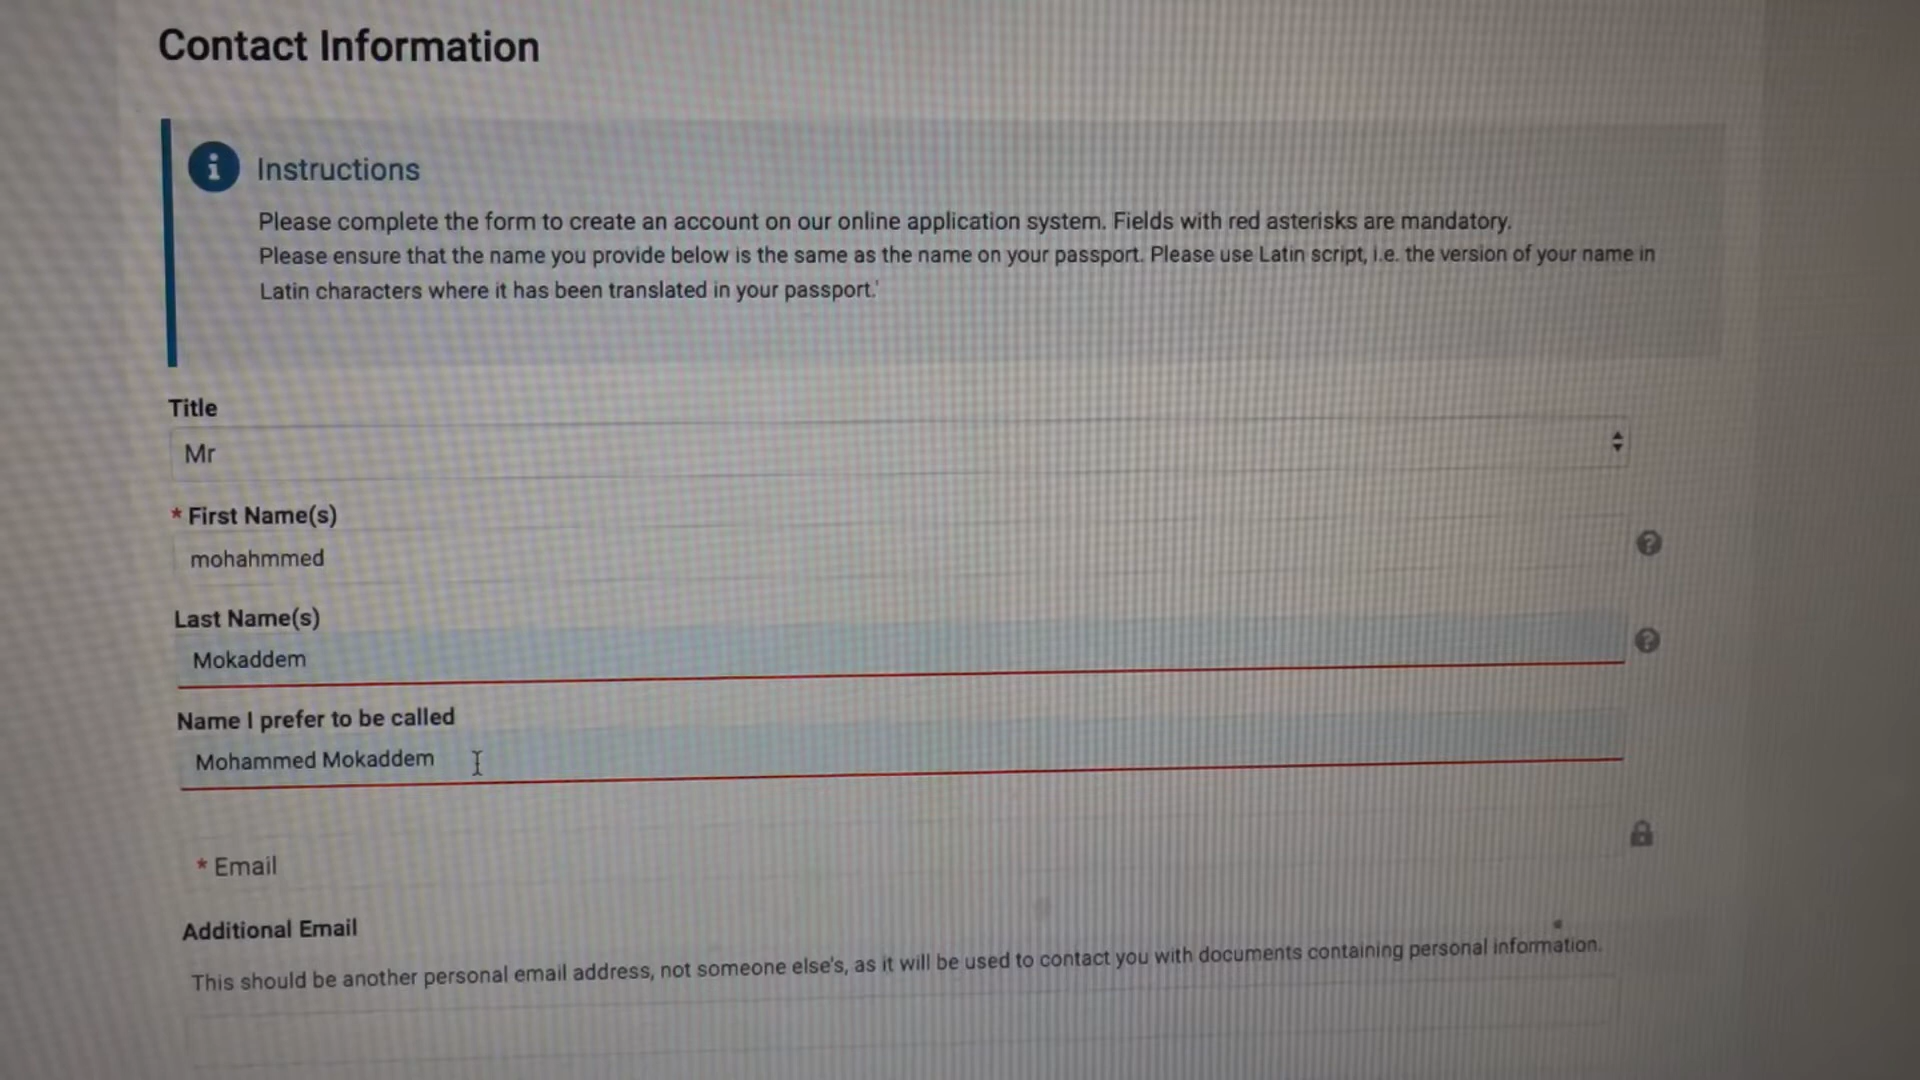 Contact Information
Instructions
Please complete the form to create an account on our online application system. Fields with red asterisks are mandatory.
Please ensure that the name you provide below is the same as the name on your passport. Please use Latin script, i.e. the version of your name in
Latin characters where it has been translated in your passport.'
Title
Mr
* First Name(s)
mohahmmed
Last Name(s)
Mokaddem
Name I prefer to be called
Mohammed Mokaddem
* Email
Additional Email
This should be another personal email address, not someone else's, as it will be used to contact you with documents containing personal information.